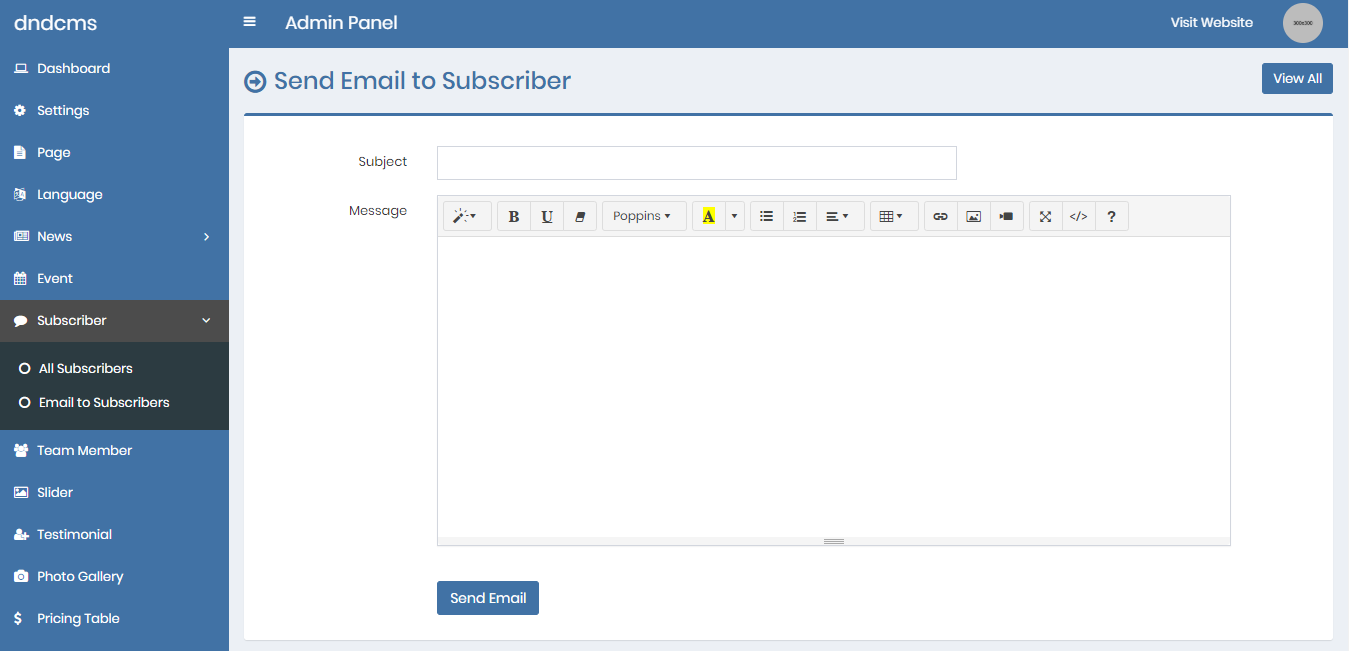 dndcms
Admin Panel
Visit Website
300x300
Dashboard
Settings
Page
Language
News
Event
Subscriber
All Subscribers
Email to Subscribers
Team Member
Slider
Testimonial
Photo Gallery
Pricing Table
Send Email to Subscriber
View All
Subject
Message
B U Poppins A </> ?
Send Email